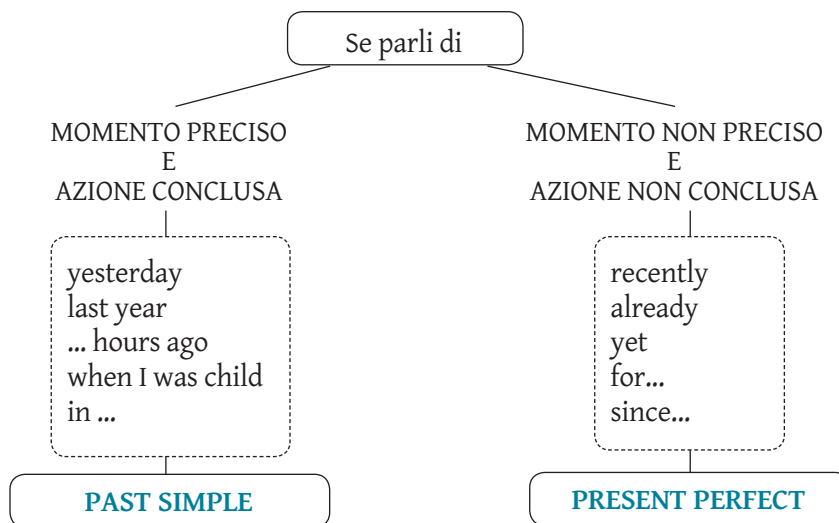 Se parli di
MOMENTO PRECISO
E
AZIONE CONCLUSA
yesterday
last year
... hours ago
when I was child
in ...
PAST SIMPLE
MOMENTO NON PRECISO
E
AZIONE NON CONCLUSA
recently
already
yet
for...
since...
PRESENT PERFECT